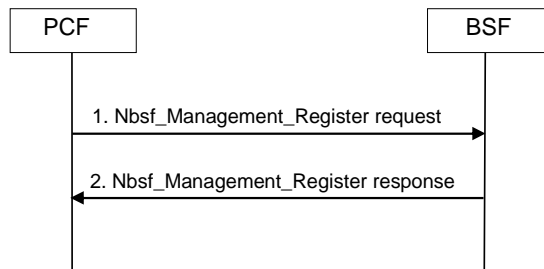 PCF
BSF
1. Nbsf_Management_Register request
2. Nbsf_Management_Register response